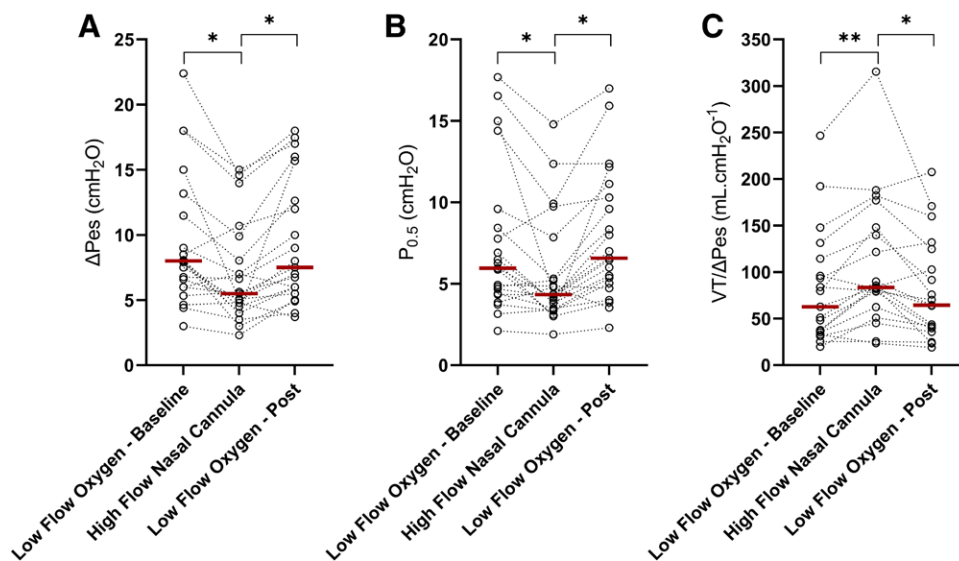 A
ΔPes (cmH₂O)
25
20
15
10
5
0
*
*
Low Flow Oxygen - Baseline
High Flow Nasal Cannula
Low Flow Oxygen - Post
B
P₀.₅ (cmH₂O)
20
15
10
5
0
*
*
Low Flow Oxygen - Baseline
High Flow Nasal Cannula
Low Flow Oxygen - Post
C
VT/ΔPes (mL.cmH₂O⁻¹)
350
300
250
200
150
100
50
0
**
*
Low Flow Oxygen - Baseline
High Flow Nasal Cannula
Low Flow Oxygen - Post